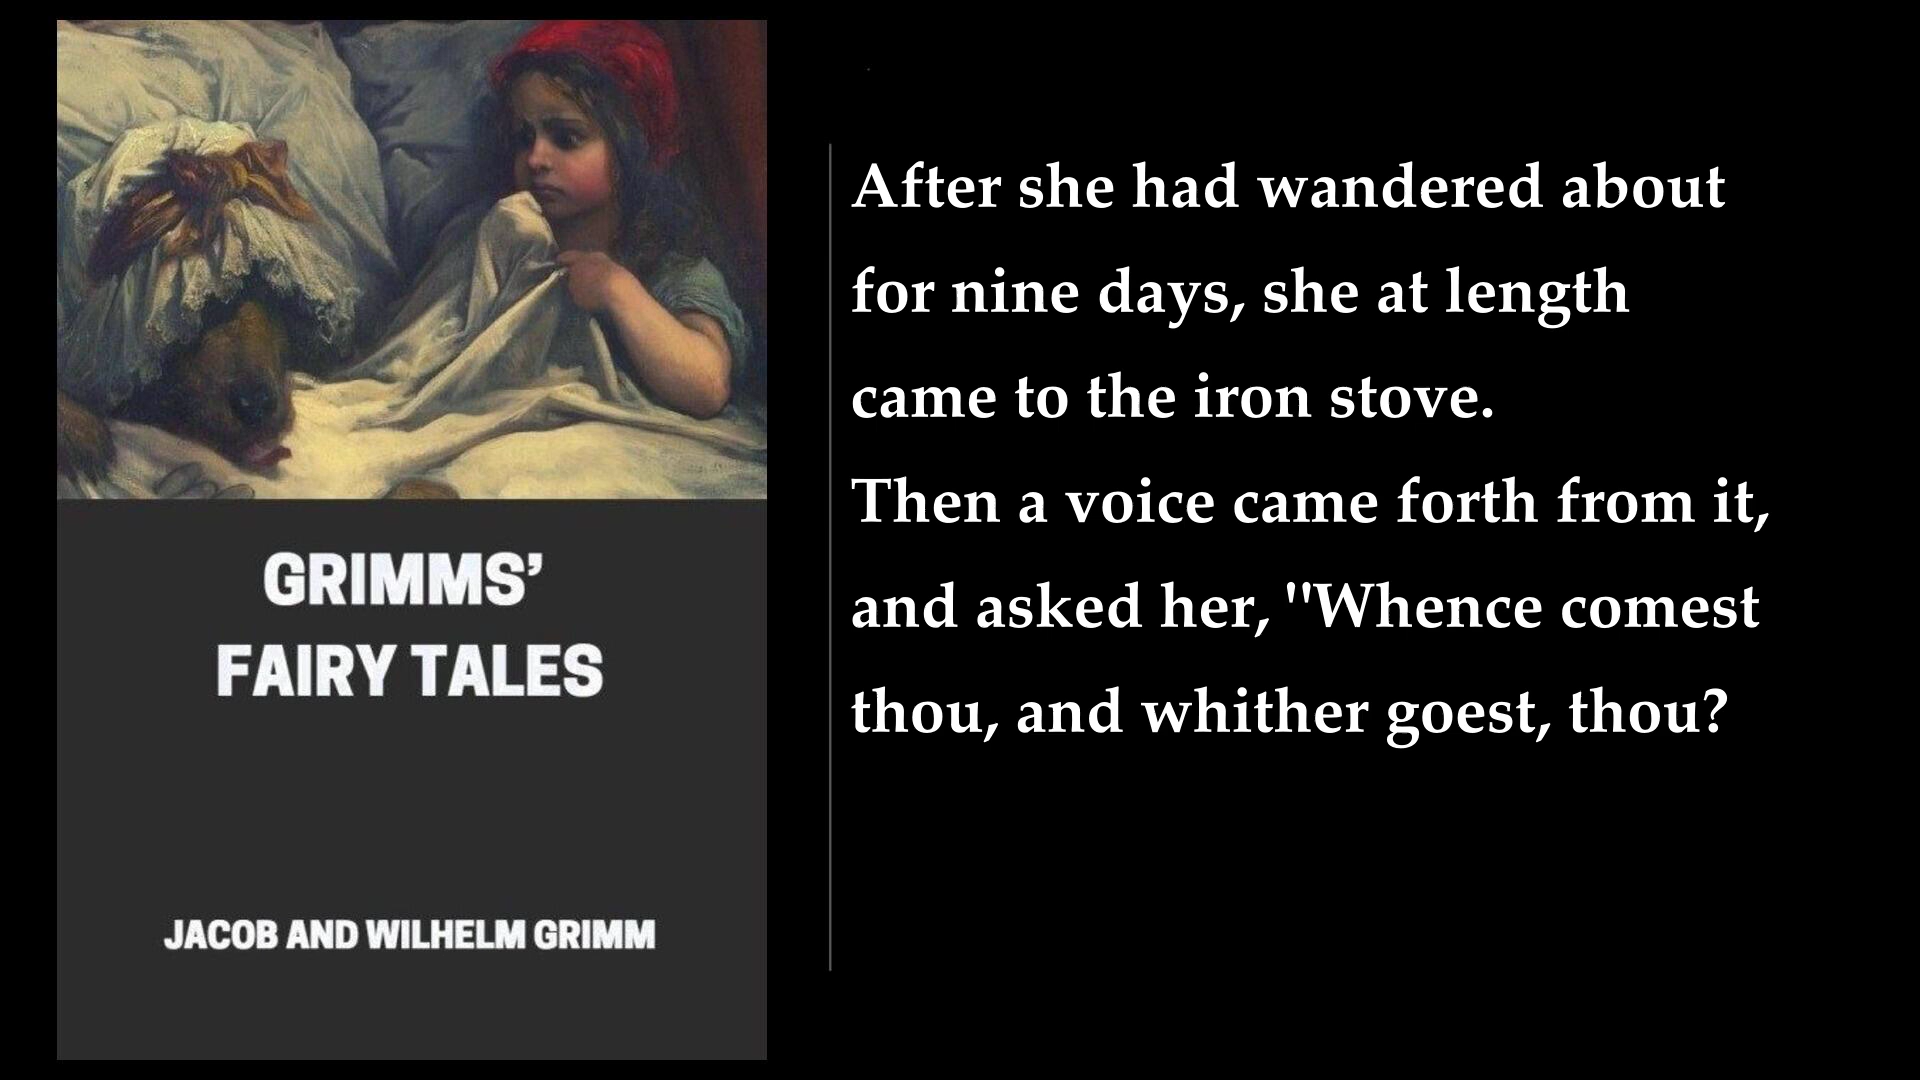 GRIMMS’
FAIRY TALES
JACOB AND WILHELM GRIMM
After she had wandered about
for nine days, she at length
came to the iron stove.
Then a voice came forth from it,
and asked her, "Whence comest
thou, and whither goest, thou?